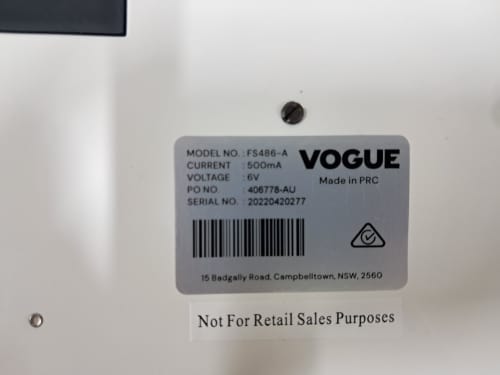 MODEL NO. : FS486-A
CURRENT : 500mA
VOLTAGE : 6V
PO NO. : 406778-AU
SERIAL NO. : 20220420277
VOGUE
Made in PRC
15 Badgally Road, Campbelltown, NSW, 2560
Not For Retail Sales Purposes